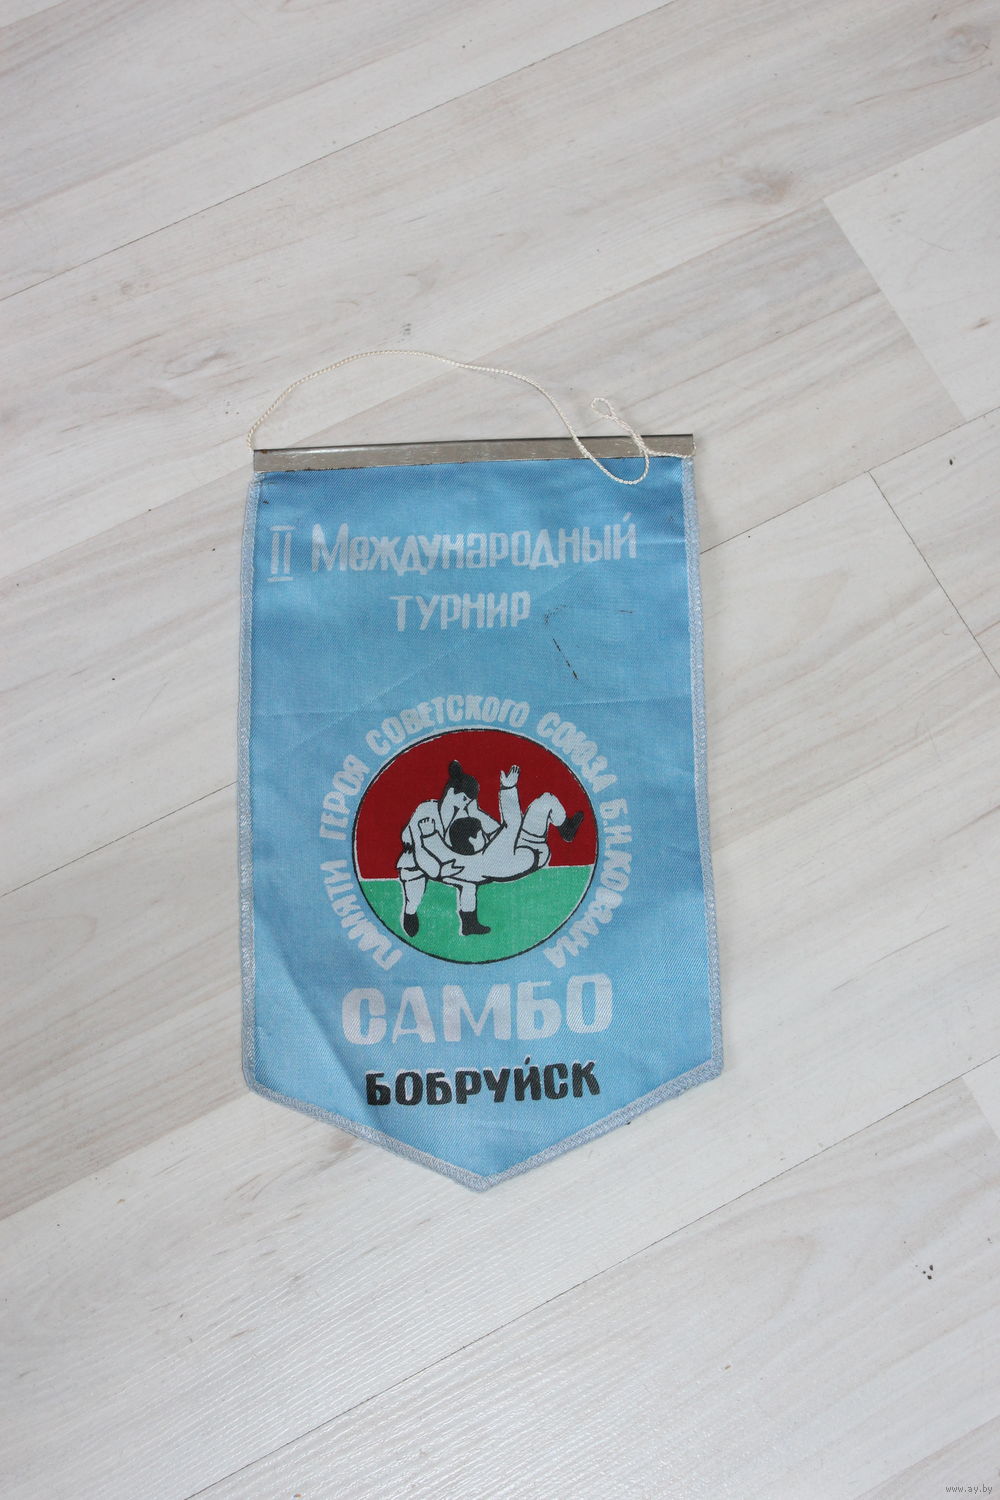 II Международный
турнир
памяти героя советского союза Б.Н.Ковзана
САМБО
БОБРУЙСК
www.ay.by